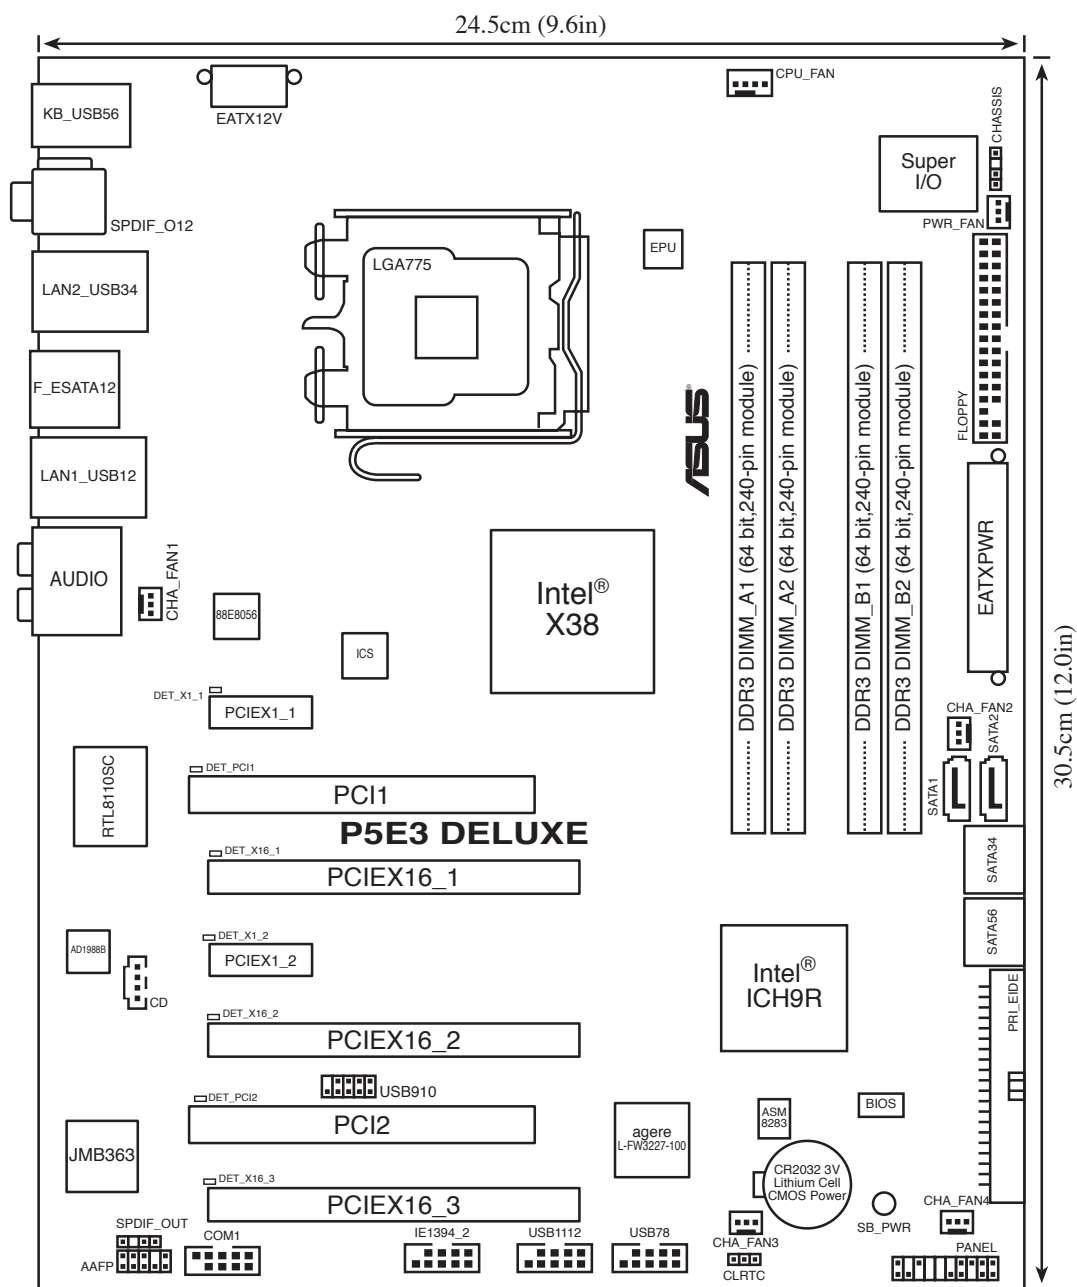 24.5cm (9.6in)
KB_USB56
EATX12V
CPU_FAN
CHASSIS
Super
I/O
SPDIF_O12
PWR_FAN
LGA775
EPU
LAN2_USB34
F_ESATA12
FLOPPY
ASUS®
LAN1_USB12
DDR3 DIMM_A1 (64 bit,240-pin module)
DDR3 DIMM_A2 (64 bit,240-pin module)
DDR3 DIMM_B1 (64 bit,240-pin module)
DDR3 DIMM_B2 (64 bit,240-pin module)
EATXPWR
AUDIO
CHA_FAN1
88E8056
Intel®
X38
ICS
30.5cm (12.0in)
DET_X1_1
PCIEX1_1
CHA_FAN2
SATA2
SATA1
RTL8110SC
DET_PCI1
PCI1
P5E3 DELUXE
DET_X16_1
PCIEX16_1
SATA34
AD1988B
DET_X1_2
PCIEX1_2
SATA56
CD
Intel®
ICH9R
PRI_EIDE
DET_X16_2
PCIEX16_2
USB910
DET_PCI2
PCI2
JMB363
agere
L-FW3227-100
ASM
8283
BIOS
CR2032 3V
Lithium Cell
CMOS Power
DET_X16_3
PCIEX16_3
SB_PWR
CHA_FAN4
SPDIF_OUT
COM1
IE1394_2
USB1112
USB78
CHA_FAN3
PANEL
AAFP
CLRTC